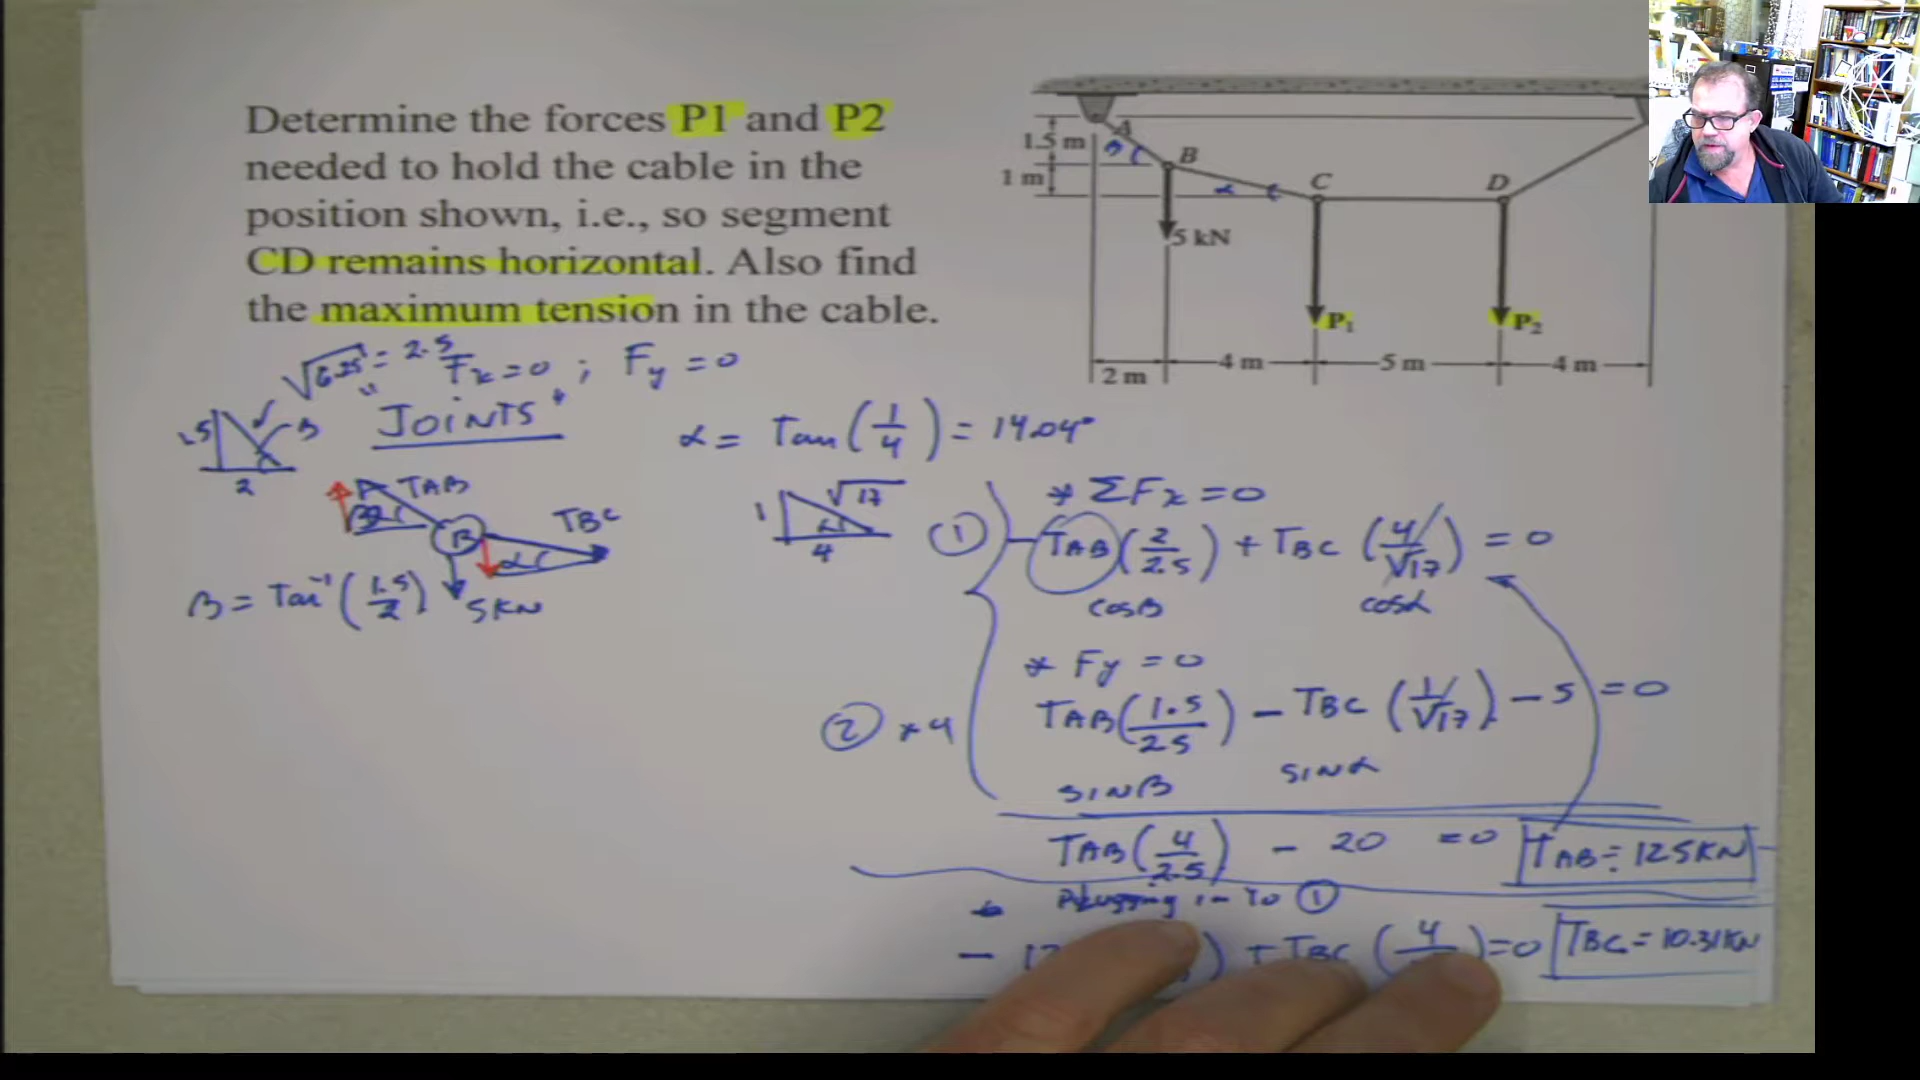 Determine the forces P1 and P2
needed to hold the cable in the
position shown, i.e., so segment
CD remains horizontal. Also find
the maximum tension in the cable.
A
1.5 m
B
1 m
C
D
5 kN
P₁
P₂
2 m
4 m
5 m
4 m
√6.25 = 2.5
Fx = 0 ; Fy = 0
"JOINTS"
1.5
β
2
α = Tan(1/4) = 14.04°
TAB
β
B
TBC
α
5KN
β = Tan⁻¹(1.5/2)
1
√17
α
4
* ΣFx = 0
① - TAB(2/2.5) + TBC(4/√17) = 0
cosβ
cosα
* Fy = 0
② * 4
TAB(1.5/2.5) - TBC(1/√17) - 5 = 0
sinβ
sinα
TAB(4/2.5) - 20 = 0
TAB = 12.5KN
Plugging in to ①
+ TBC (4
= 0
TBC = 10.31KN